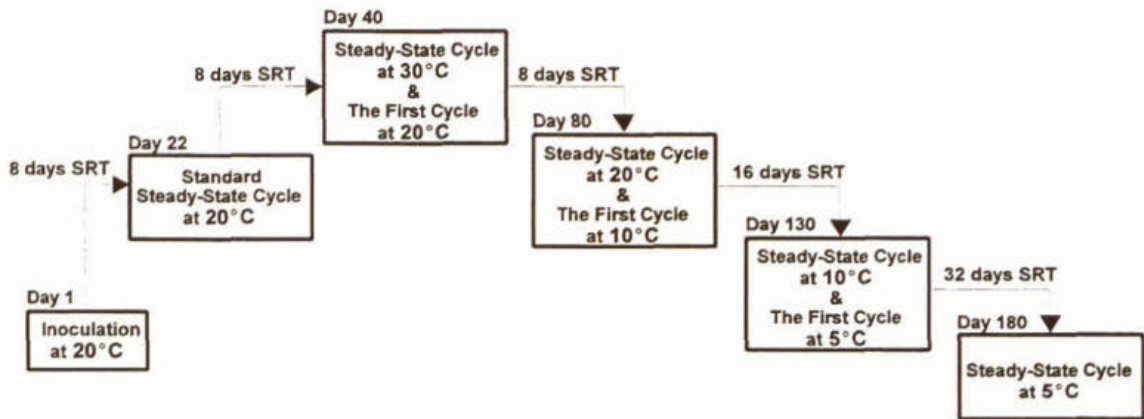 Day 1
Inoculation
at 20°C
8 days SRT
Day 22
Standard
Steady-State Cycle
at 20°C
8 days SRT
Day 40
Steady-State Cycle
at 30°C
&
The First Cycle
at 20°C
8 days SRT
Day 80
Steady-State Cycle
at 20°C
&
The First Cycle
at 10°C
16 days SRT
Day 130
Steady-State Cycle
at 10°C
&
The First Cycle
at 5°C
32 days SRT
Day 180
Steady-State Cycle
at 5°C